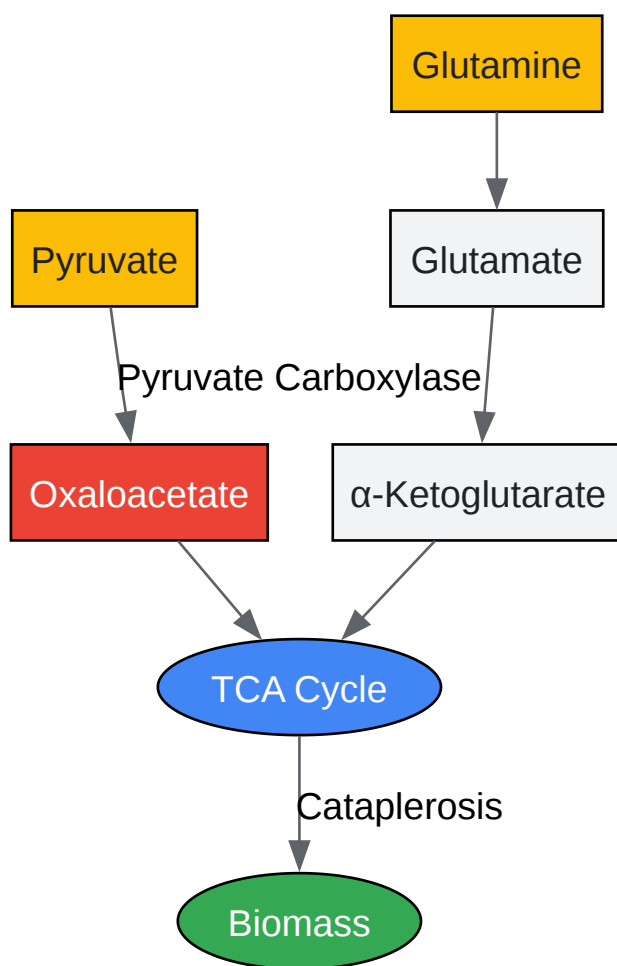 Glutamine
Pyruvate
Glutamate
Pyruvate Carboxylase
Oxaloacetate
α-Ketoglutarate
TCA Cycle
Cataplerosis
Biomass